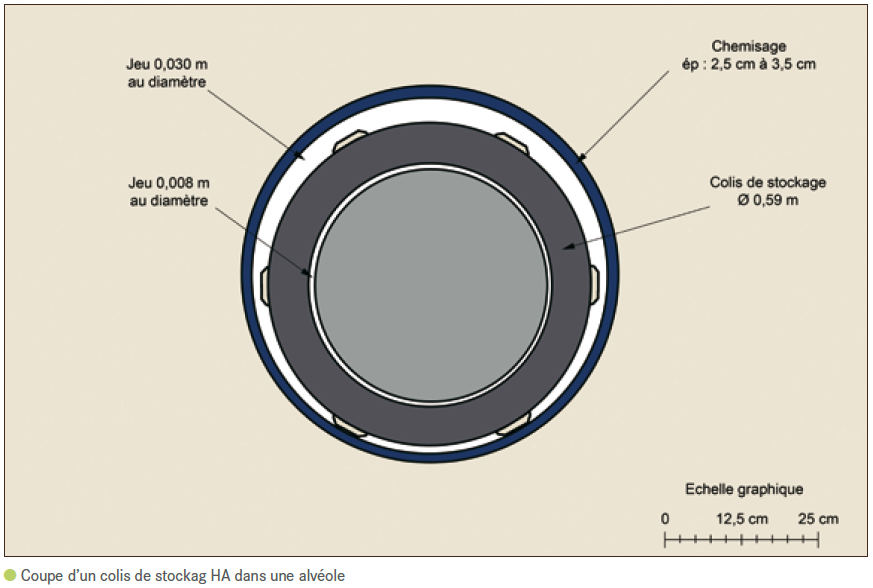 Jeu 0,030 m
au diamètre
Chemisage
ép : 2,5 cm à 3,5 cm
Jeu 0,008 m
au diamètre
Colis de stockage
Ø 0,59 m
Echelle graphique
0 12,5 cm 25 cm
Coupe d'un colis de stockag HA dans une alvéole